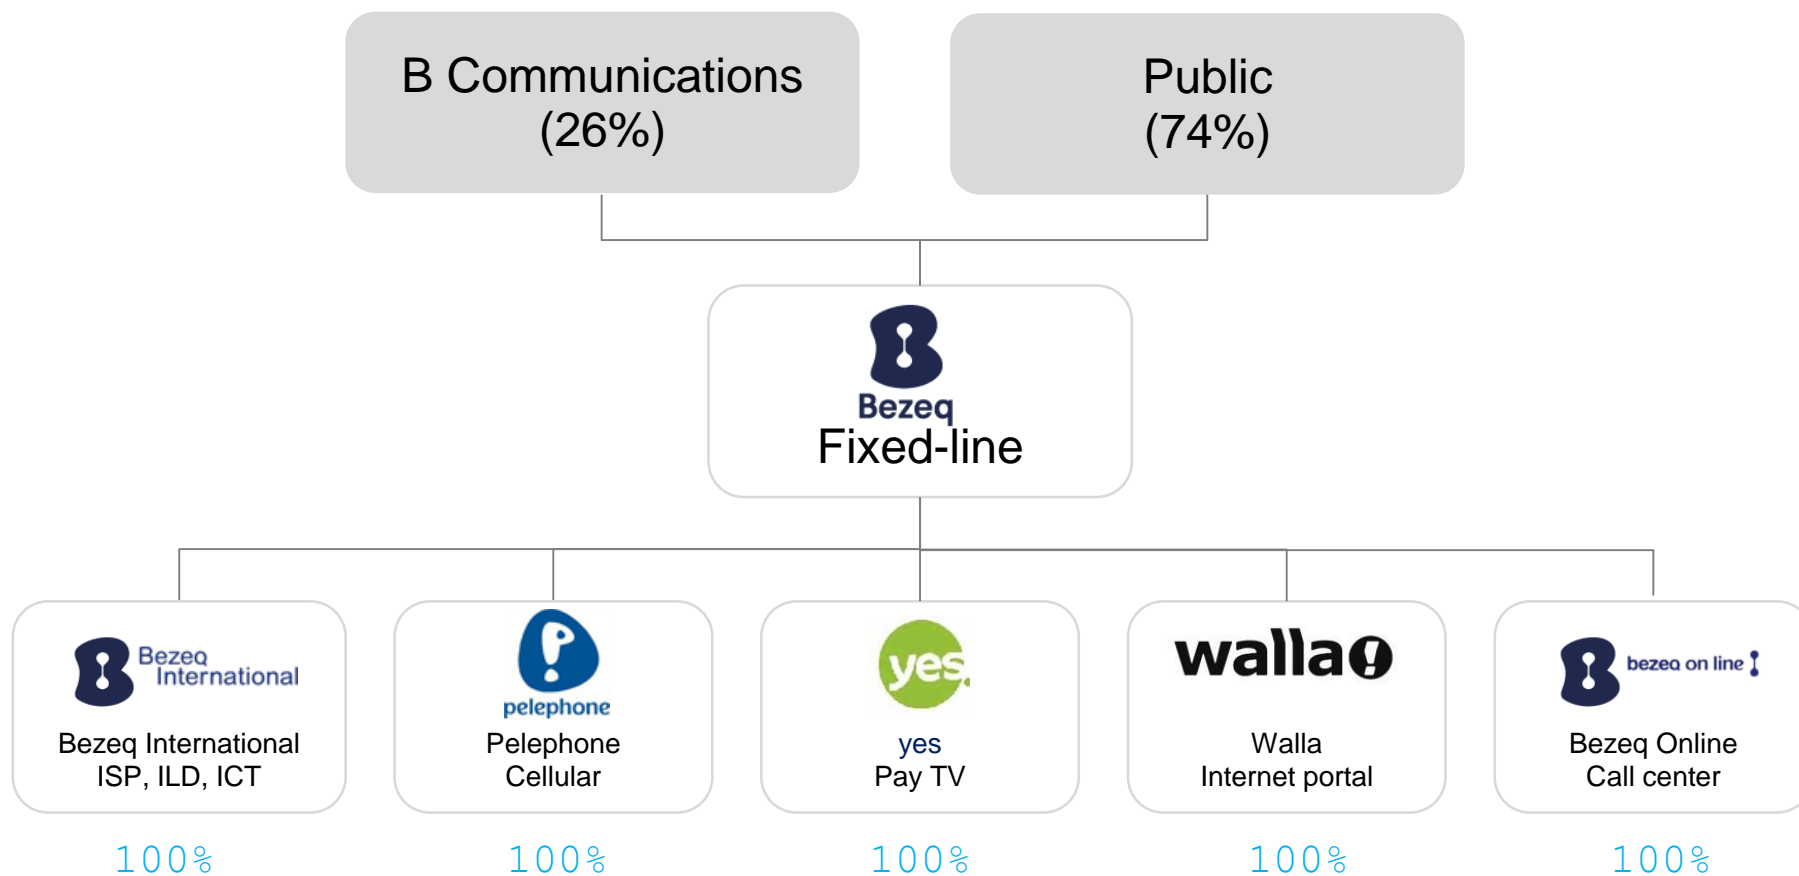 B Communications
(26%)
Public
(74%)
Bezeq
Fixed-line
Bezeq
International
Bezeq International
ISP, ILD, ICT
100%
pelephone
Pelephone
Cellular
100%
yes
yes
Pay TV
100%
walla!
Walla
Internet portal
100%
bezeq on line
Bezeq Online
Call center
100%